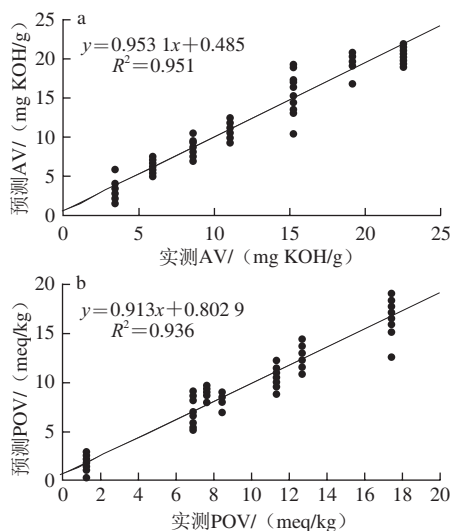 a
y=0.953 1x+0.485
R²=0.951
预测AV/（mg KOH/g）
25
20
15
10
5
0
0 5 10 15 20 25
实测AV/（mg KOH/g）
b
y=0.913x+0.802 9
R²=0.936
预测POV/（meq/kg）
20
15
10
5
0
0 2 4 6 8 10 12 14 16 18 20
实测POV/（meq/kg）